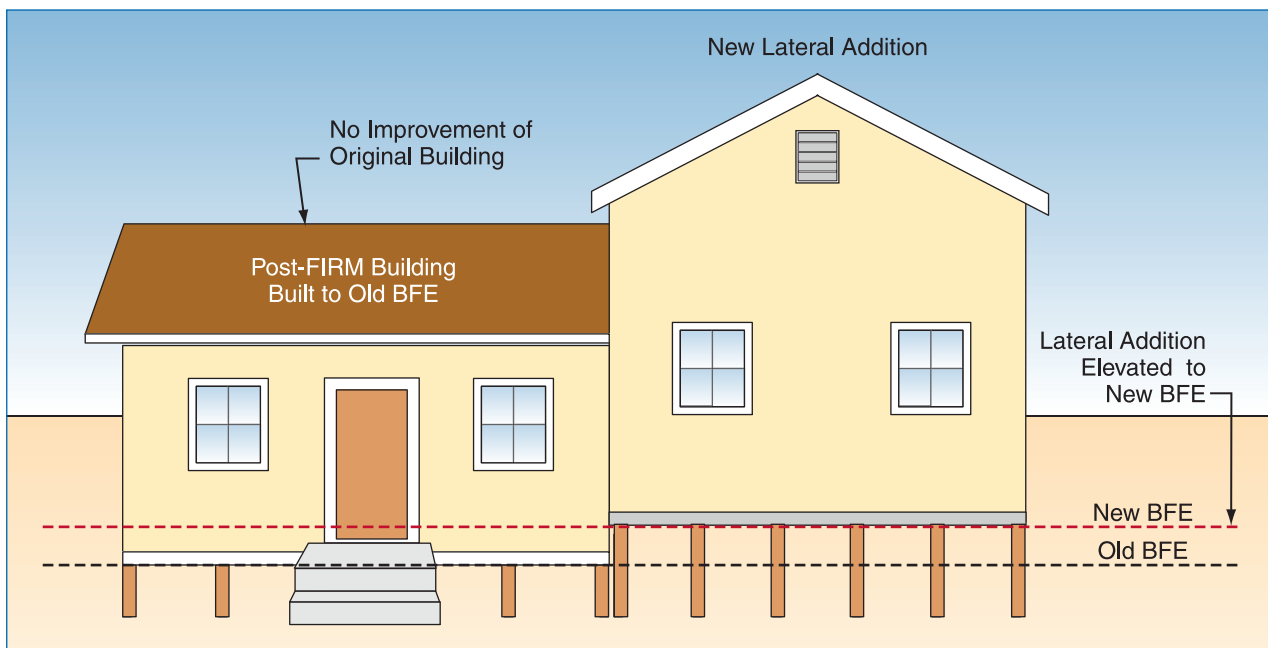 New Lateral Addition
No Improvement of
Original Building
Post-FIRM Building
Built to Old BFE
Lateral Addition
Elevated to
New BFE
New BFE
Old BFE